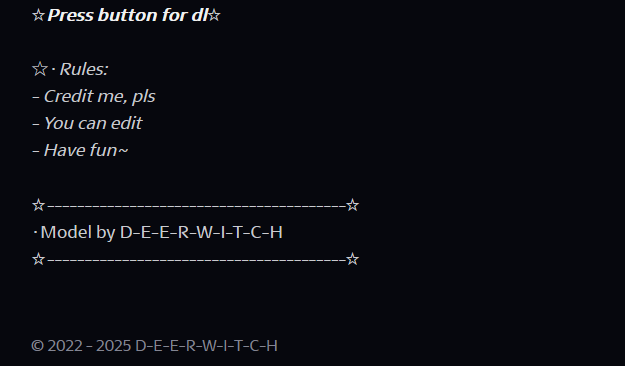 ☆Press button for dl☆
☆· Rules:
- Credit me, pls
- You can edit
- Have fun~
☆----------------------------------------☆
· Model by D-E-E-R-W-I-T-C-H
☆----------------------------------------☆
© 2022 - 2025 D-E-E-R-W-I-T-C-H